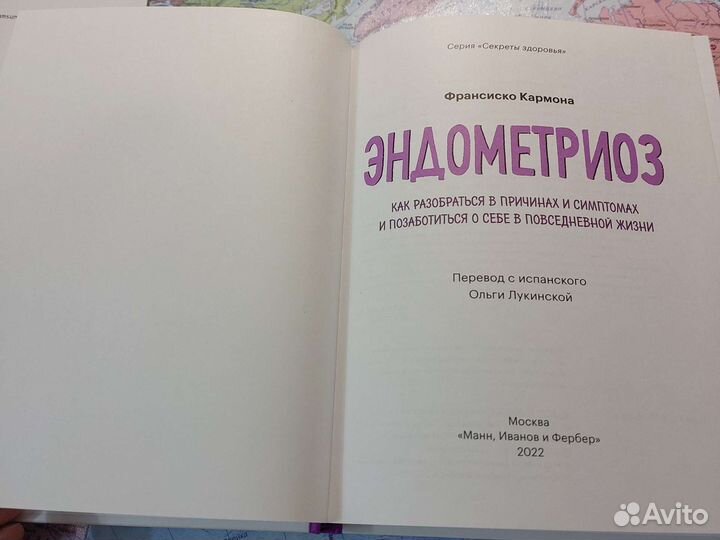 Серия «Секреты здоровья»
Франсиско Кармона
ЭНДОМЕТРИОЗ
КАК РАЗОБРАТЬСЯ В ПРИЧИНАХ И СИМПТОМАХ
И ПОЗАБОТИТЬСЯ О СЕБЕ В ПОВСЕДНЕВНОЙ ЖИЗНИ
Перевод с испанского
Ольги Лукинской
Москва
«Манн, Иванов и Фербер»
2022
Avito